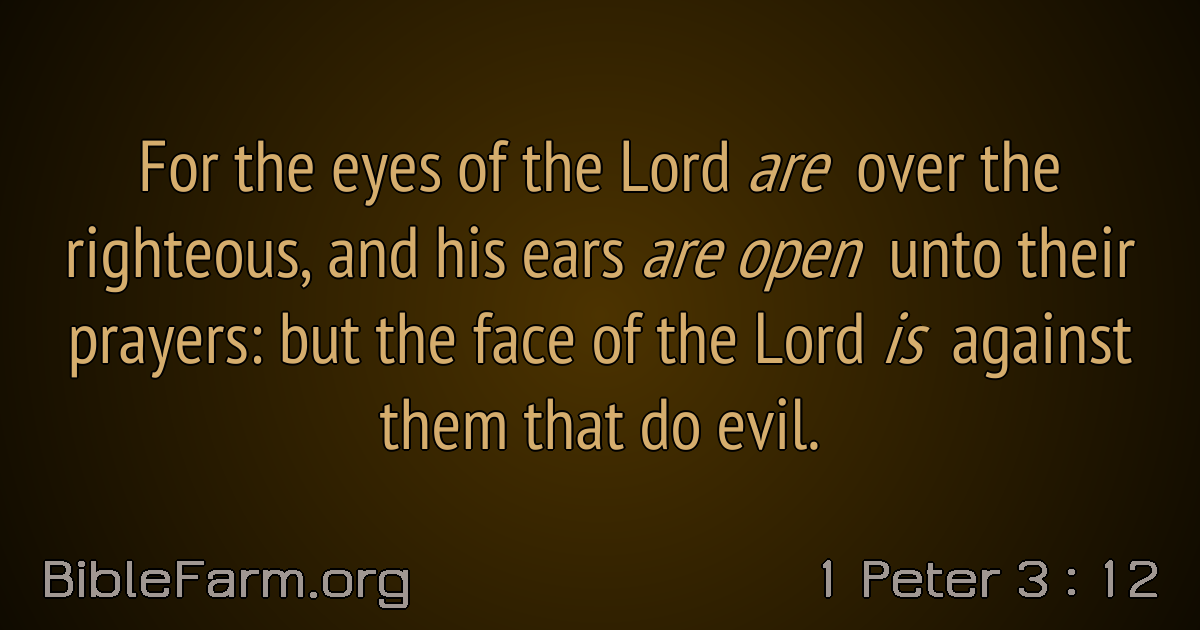 For the eyes of the Lord are over the
righteous, and his ears are open unto their
prayers: but the face of the Lord is against
them that do evil.
BibleFarm.org
1 Peter 3 : 12